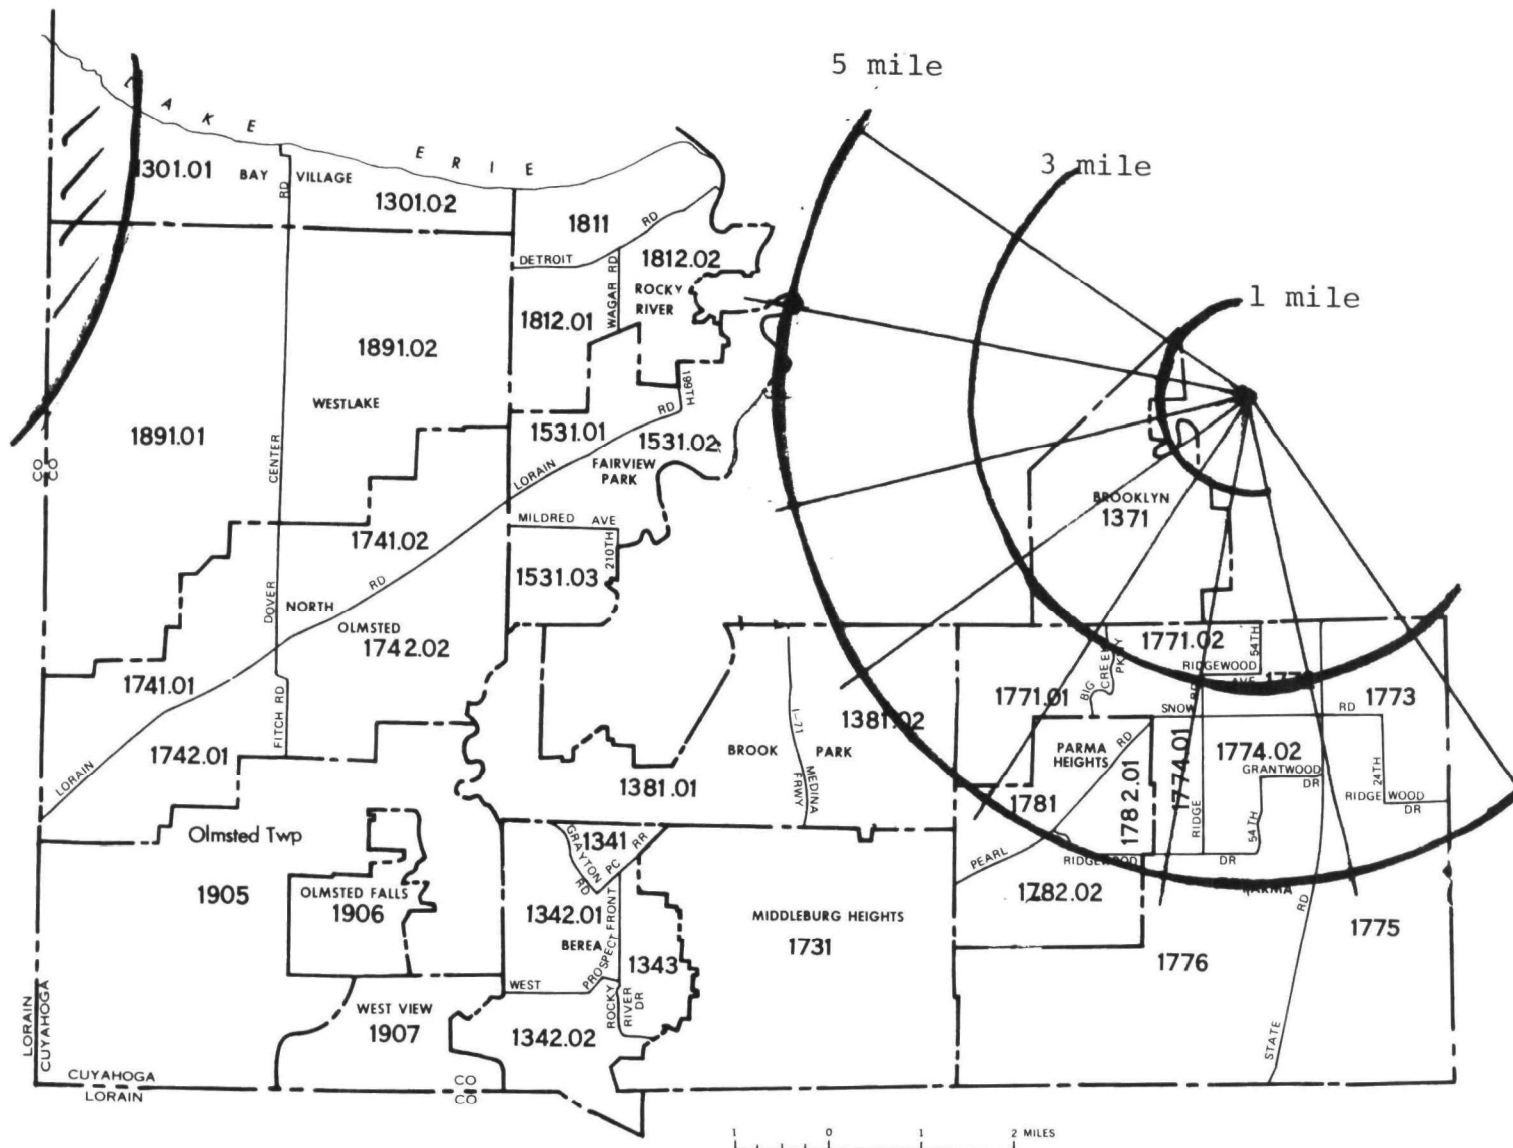 5 mile
3 mile
1 mile
LAKE ERIE
1301.01
BAY VILLAGE
RD
1301.02
1811
RD
DETROIT
1812.02
WAGAR RD
ROCKY
RIVER
1812.01
1891.02
WESTLAKE
199TH
RD
1891.01
1531.01
1531.02
CENTER
LORAIN
FAIRVIEW
PARK
CO
CO
BROOKLYN
1371
MILDRED AVE
1741.02
210TH
RD
1531.03
DOVER
NORTH
OLMSTED
1742.02
1771.02
54TH
RIDGEWOOD
AVE
BIG
CREEK
PKWY
1741.01
1771.01
1773
FITCH RD
SNOW
RD
RD
1381.02
I-71
1742.01
BROOK PARK
PARMA
HEIGHTS
RD
1774.01
1774.02
GRANTWOOD
DR
24TH
LORAIN
1381.01
MEDINA
FRWY
1781
1782.01
RIDGE
54TH
RIDGE WOOD
DR
Olmsted Twp
1341
GRAYTON
RD
PC RR
PEARL
RIDGEWOOD
DR
1905
OLMSTED FALLS
1906
1342.01
FRONT
MIDDLEBURG HEIGHTS
1731
1782.02
PARMA
RD
BEREA
PROSPECT
1343
1775
1776
WEST
ROCKY
RIVER
DR
WEST VIEW
1907
1342.02
LORAIN
CUYAHOGA
STATE
CUYAHOGA
LORAIN
CO
CO
1 0 1 2 MILES